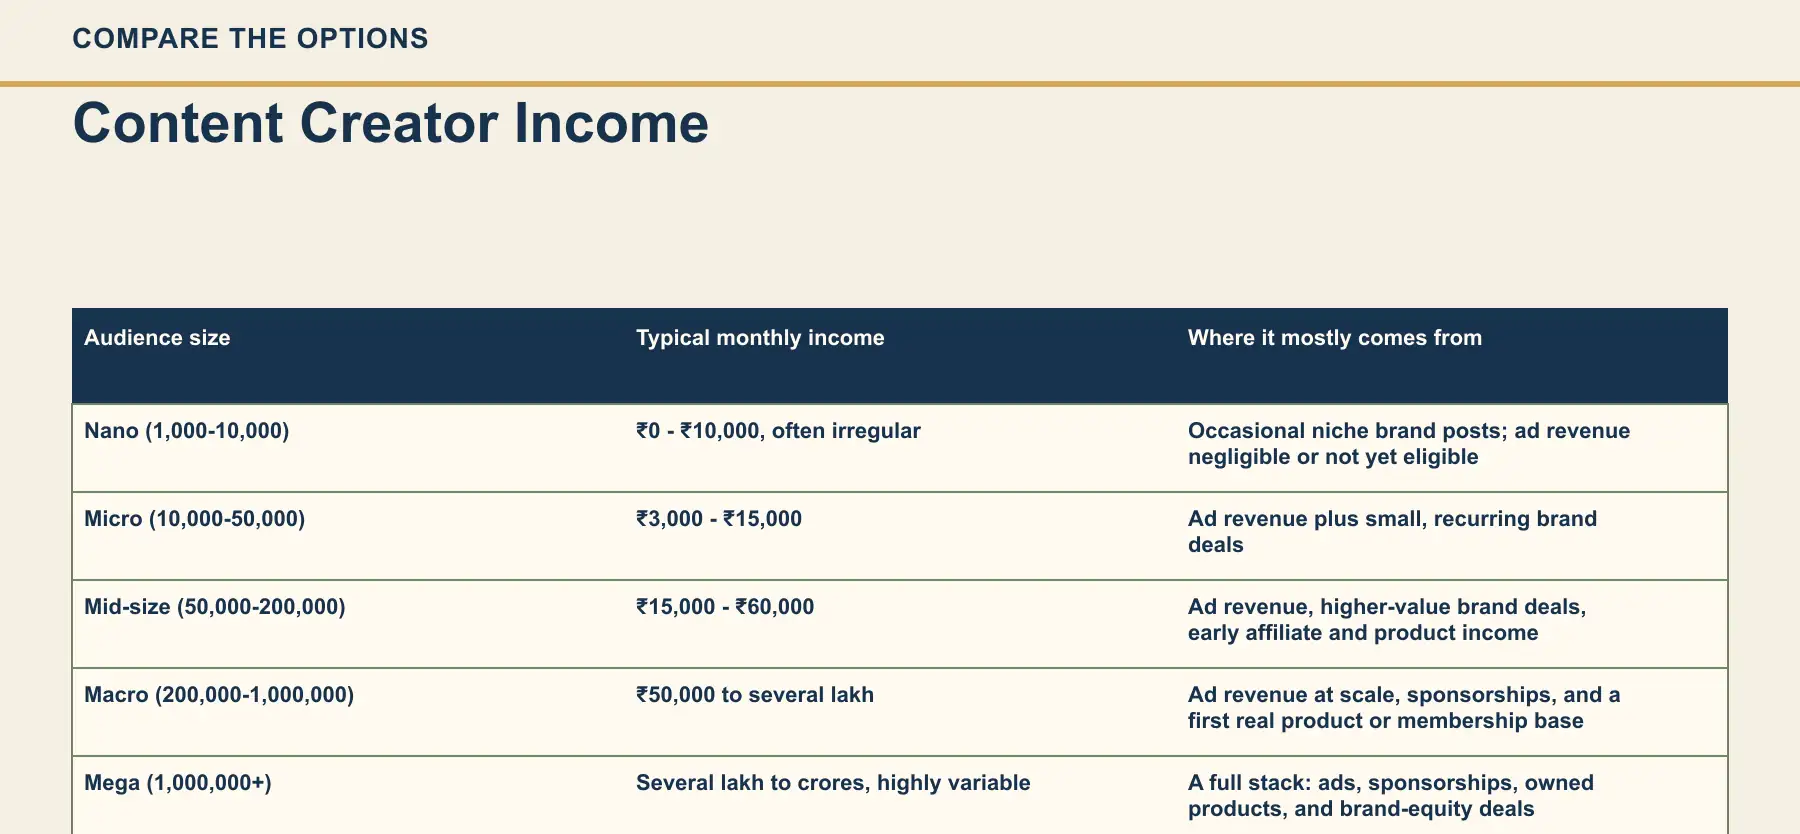 COMPARE THE OPTIONS
Content Creator Income
Audience size
Typical monthly income
Where it mostly comes from
Nano (1,000-10,000)
₹0 - ₹10,000, often irregular
Occasional niche brand posts; ad revenue
negligible or not yet eligible
Micro (10,000-50,000)
₹3,000 - ₹15,000
Ad revenue plus small, recurring brand
deals
Mid-size (50,000-200,000)
₹15,000 - ₹60,000
Ad revenue, higher-value brand deals,
early affiliate and product income
Macro (200,000-1,000,000)
₹50,000 to several lakh
Ad revenue at scale, sponsorships, and a
first real product or membership base
Mega (1,000,000+)
Several lakh to crores, highly variable
A full stack: ads, sponsorships, owned
products, and brand-equity deals